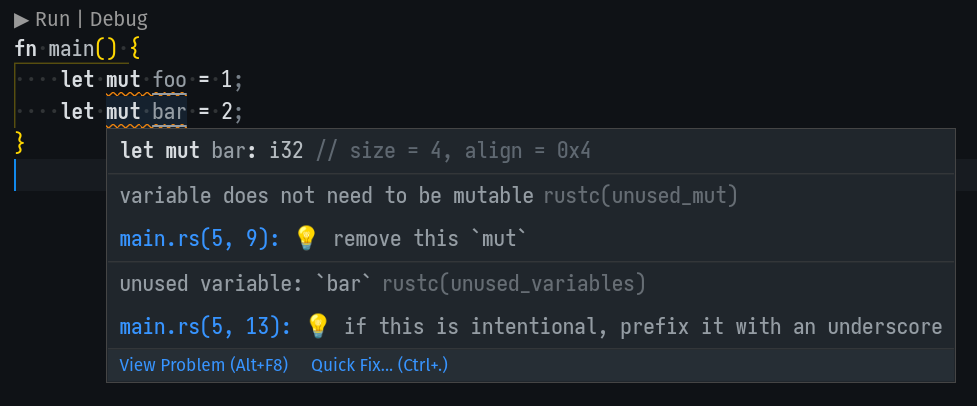 ▶ Run | Debug
fn main() {
    let mut foo = 1;
    let mut bar = 2;
}
let mut bar: i32 // size = 4, align = 0x4
variable does not need to be mutable rustc(unused_mut)
main.rs(5, 9): 💡 remove this `mut`
unused variable: `bar` rustc(unused_variables)
main.rs(5, 13): 💡 if this is intentional, prefix it with an underscore
View Problem (Alt+F8) Quick Fix... (Ctrl+.)